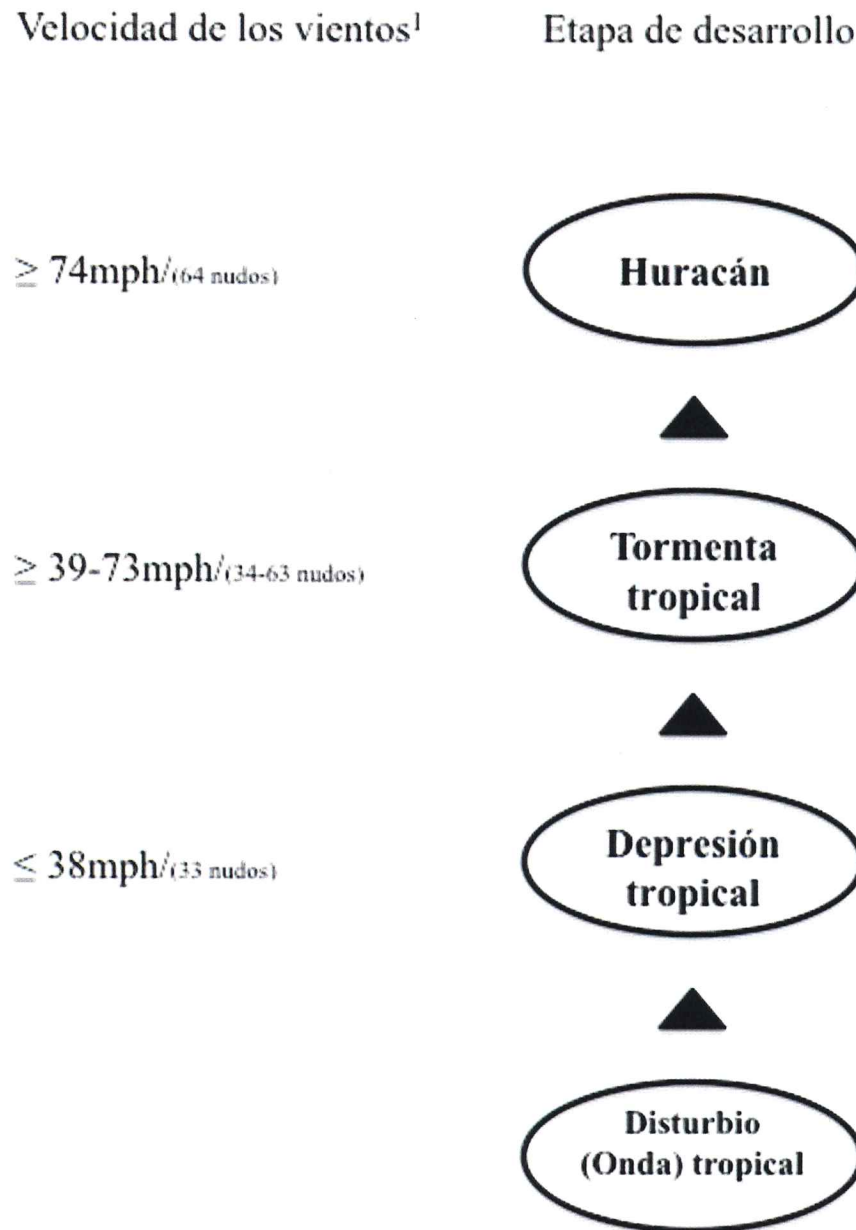 Velocidad de los vientos¹ Etapa de desarrollo
≥ 74mph/(64 nudos)
Huracán
≥ 39-73mph/(34-63 nudos)
Tormenta
tropical
≤ 38mph/(33 nudos)
Depresión
tropical
Disturbio
(Onda) tropical